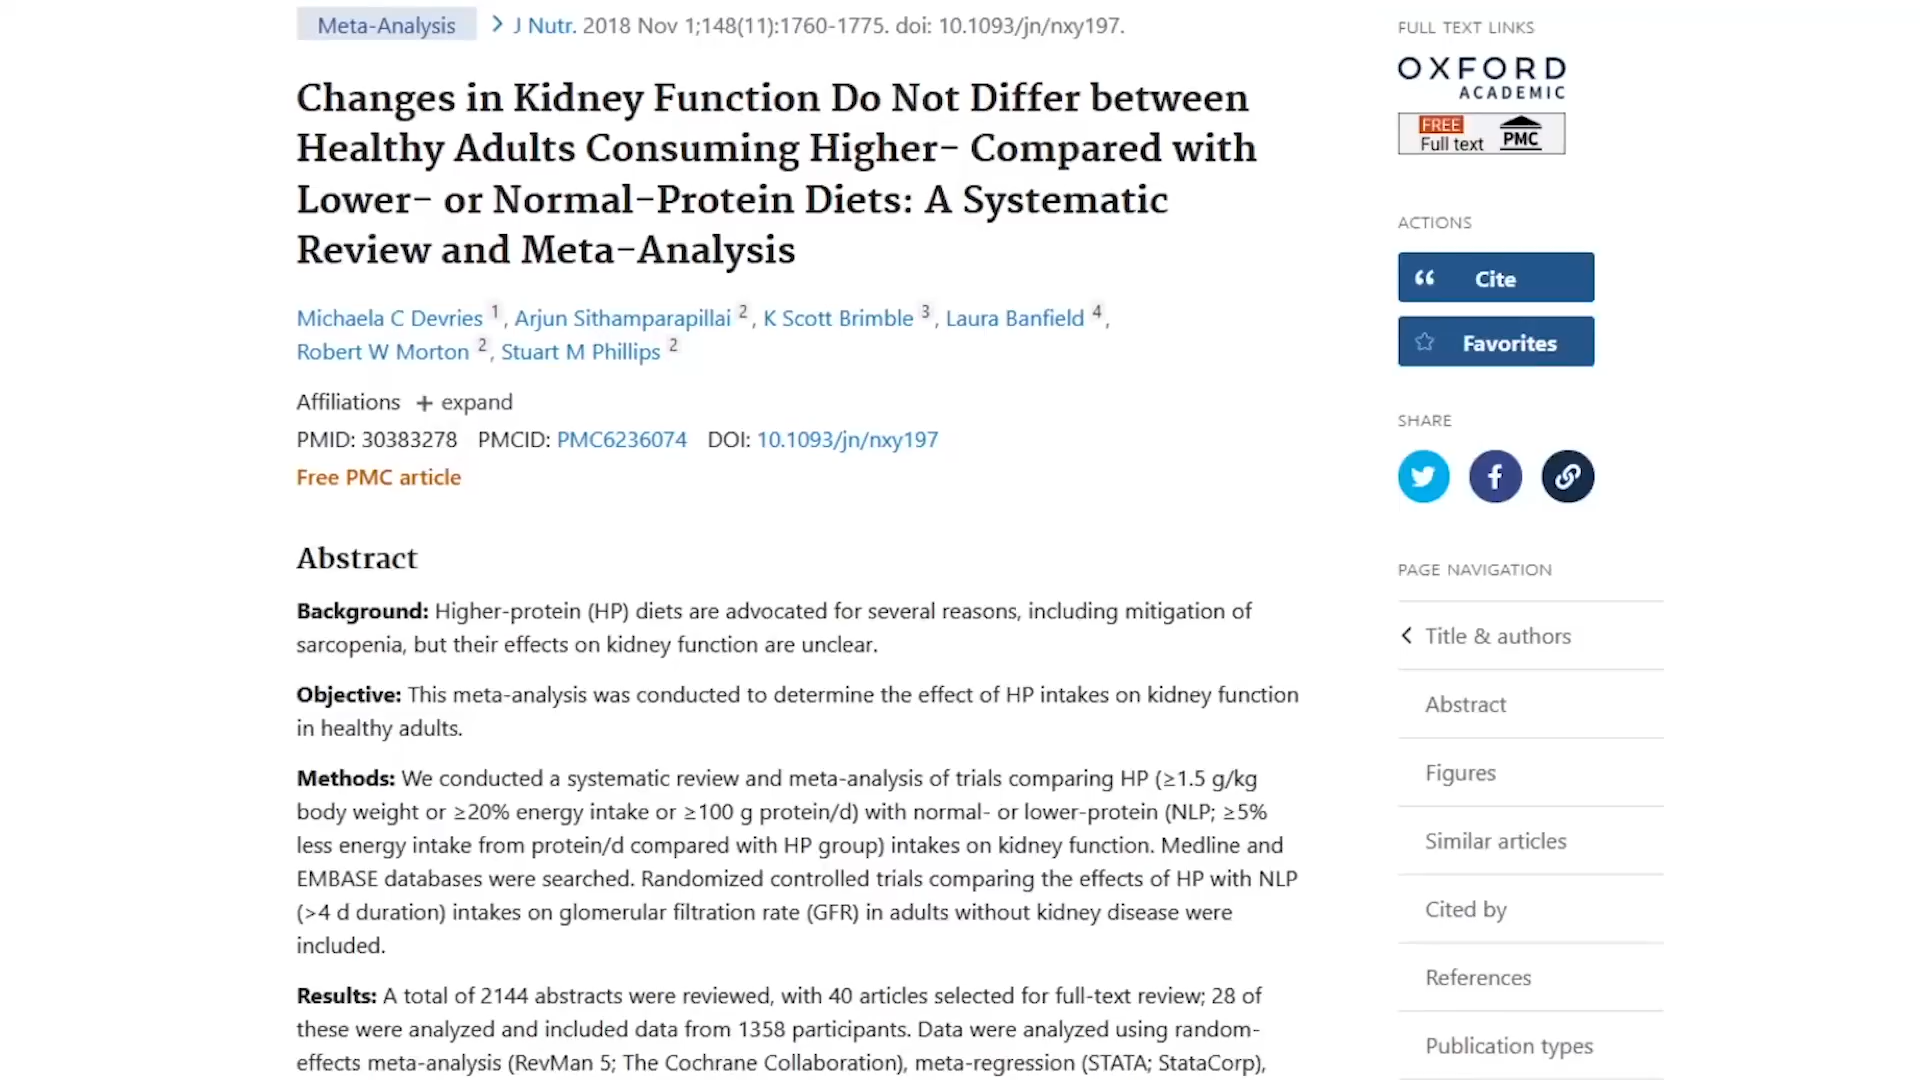 Meta-Analysis > J Nutr. 2018 Nov 1;148(11):1760-1775. doi: 10.1093/jn/nxy197.
Changes in Kidney Function Do Not Differ between
Healthy Adults Consuming Higher- Compared with
Lower- or Normal-Protein Diets: A Systematic
Review and Meta-Analysis
Michaela C Devries 1, Arjun Sithamparapillai 2, K Scott Brimble 3, Laura Banfield 4,
Robert W Morton 2, Stuart M Phillips 2
Affiliations + expand
PMID: 30383278 PMCID: PMC6236074 DOI: 10.1093/jn/nxy197
Free PMC article
Abstract
Background: Higher-protein (HP) diets are advocated for several reasons, including mitigation of
sarcopenia, but their effects on kidney function are unclear.
Objective: This meta-analysis was conducted to determine the effect of HP intakes on kidney function
in healthy adults.
Methods: We conducted a systematic review and meta-analysis of trials comparing HP (≥1.5 g/kg
body weight or ≥20% energy intake or ≥100 g protein/d) with normal- or lower-protein (NLP; ≥5%
less energy intake from protein/d compared with HP group) intakes on kidney function. Medline and
EMBASE databases were searched. Randomized controlled trials comparing the effects of HP with NLP
(>4 d duration) intakes on glomerular filtration rate (GFR) in adults without kidney disease were
included.
Results: A total of 2144 abstracts were reviewed, with 40 articles selected for full-text review; 28 of
these were analyzed and included data from 1358 participants. Data were analyzed using random-
effects meta-analysis (RevMan 5; The Cochrane Collaboration), meta-regression (STATA; StataCorp),
FULL TEXT LINKS
OXFORD
ACADEMIC
FREE
Full text PMC
ACTIONS
Cite
Favorites
SHARE
PAGE NAVIGATION
Title & authors
Abstract
Figures
Similar articles
Cited by
References
Publication types